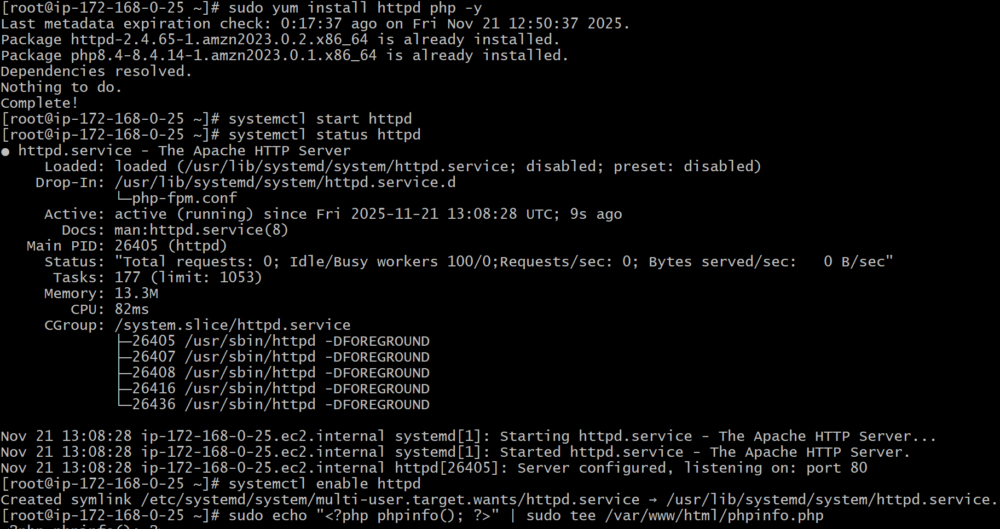 [root@ip-172-168-0-25 ~]# sudo yum install httpd php -y
Last metadata expiration check: 0:17:37 ago on Fri Nov 21 12:50:37 2025.
Package httpd-2.4.65-1.amzn2023.0.2.x86_64 is already installed.
Package php8.4-8.4.14-1.amzn2023.0.1.x86_64 is already installed.
Dependencies resolved.
Nothing to do.
Complete!
[root@ip-172-168-0-25 ~]# systemctl start httpd
[root@ip-172-168-0-25 ~]# systemctl status httpd
● httpd.service - The Apache HTTP Server
     Loaded: loaded (/usr/lib/systemd/system/httpd.service; disabled; preset: disabled)
    Drop-In: /usr/lib/systemd/system/httpd.service.d
             └─php-fpm.conf
     Active: active (running) since Fri 2025-11-21 13:08:28 UTC; 9s ago
       Docs: man:httpd.service(8)
   Main PID: 26405 (httpd)
     Status: "Total requests: 0; Idle/Busy workers 100/0;Requests/sec: 0; Bytes served/sec:   0 B/sec"
      Tasks: 177 (limit: 1053)
     Memory: 13.3M
        CPU: 82ms
     CGroup: /system.slice/httpd.service
             ├─26405 /usr/sbin/httpd -DFOREGROUND
             ├─26407 /usr/sbin/httpd -DFOREGROUND
             ├─26408 /usr/sbin/httpd -DFOREGROUND
             ├─26416 /usr/sbin/httpd -DFOREGROUND
             └─26436 /usr/sbin/httpd -DFOREGROUND
Nov 21 13:08:28 ip-172-168-0-25.ec2.internal systemd[1]: Starting httpd.service - The Apache HTTP Server...
Nov 21 13:08:28 ip-172-168-0-25.ec2.internal systemd[1]: Started httpd.service - The Apache HTTP Server.
Nov 21 13:08:28 ip-172-168-0-25.ec2.internal httpd[26405]: Server configured, listening on: port 80
[root@ip-172-168-0-25 ~]# systemctl enable httpd
Created symlink /etc/systemd/system/multi-user.target.wants/httpd.service → /usr/lib/systemd/system/httpd.service.
[root@ip-172-168-0-25 ~]# sudo echo "<?php phpinfo(); ?>" | sudo tee /var/www/html/phpinfo.php
<?php phpinfo(); ?>